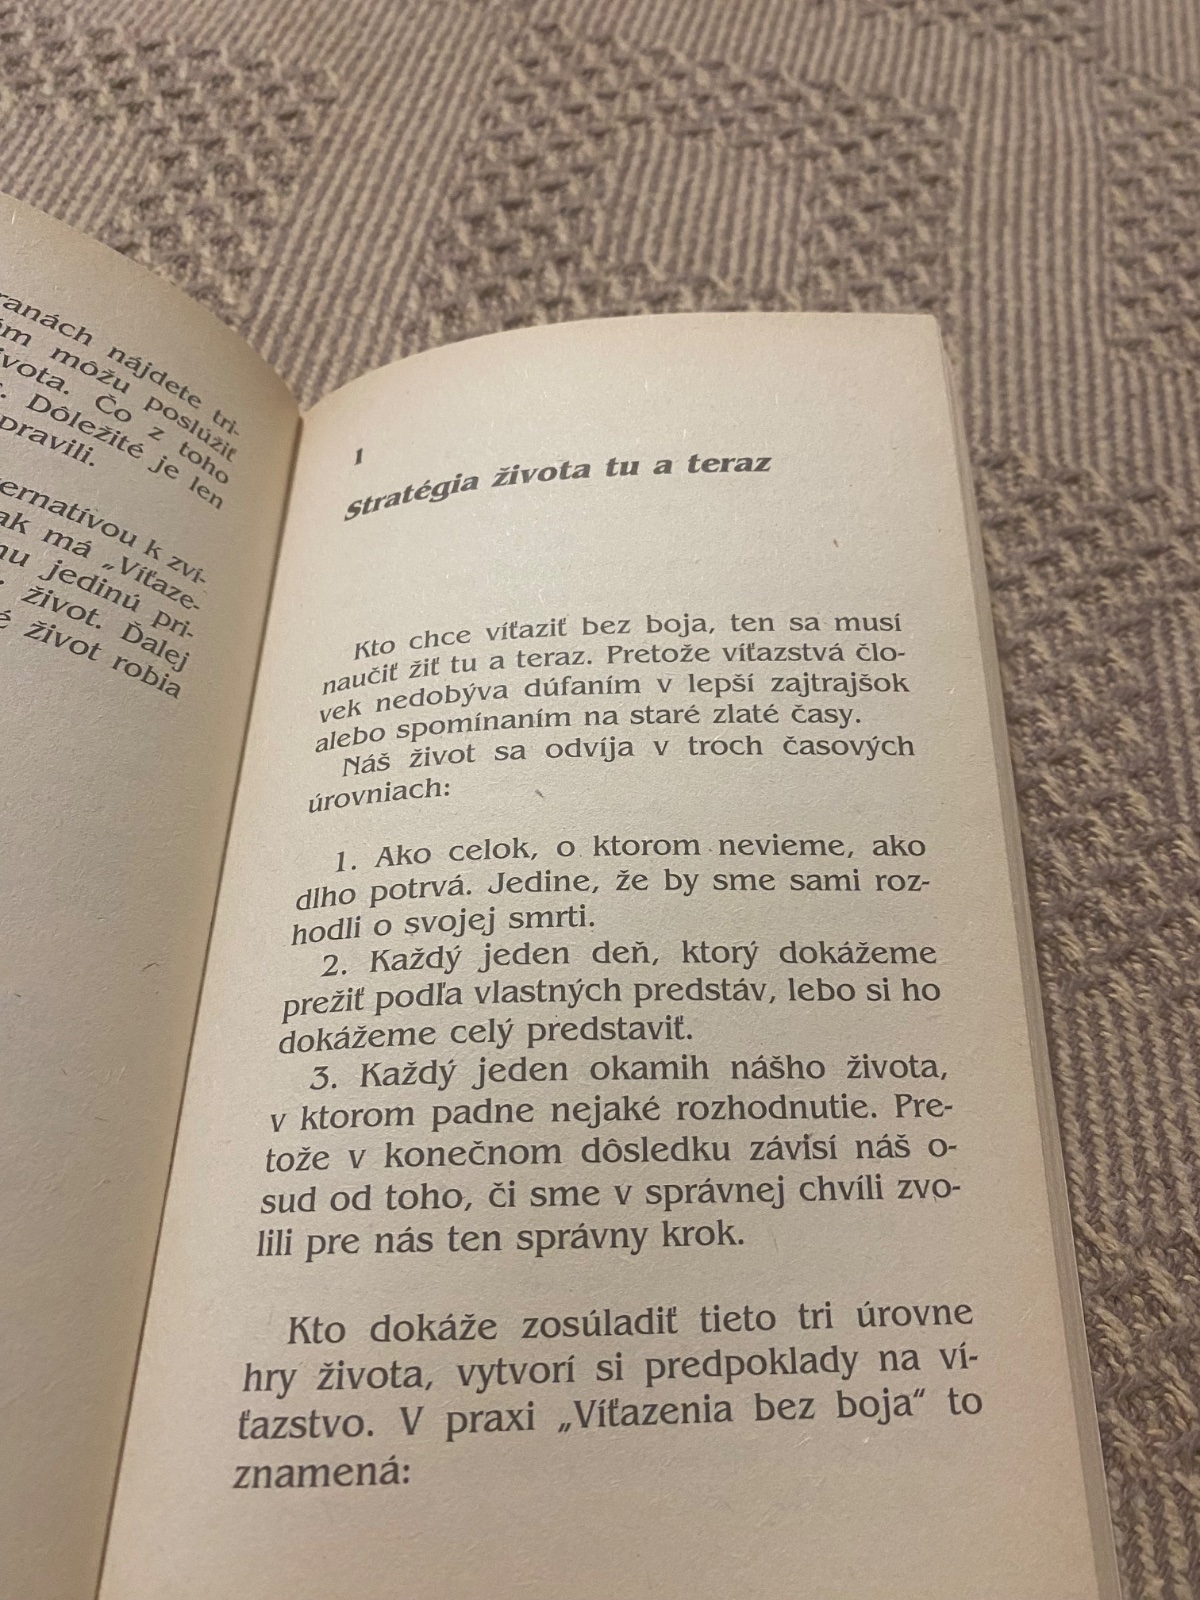 nájdete tri-
môžu poslúžiť
Čo z toho
Dôležité je len
k zví-
má „Víťaze-
jedinú pri-
život. Ďalej
život robia
1
Stratégia života tu a teraz
Kto chce víťaziť bez boja, ten sa musí
naučiť žiť tu a teraz. Pretože víťazstvá člo-
vek nedobýva dúfaním v lepší zajtrajšok
alebo spomínaním na staré zlaté časy.
Náš život sa odvíja v troch časových
úrovniach:
1. Ako celok, o ktorom nevieme, ako
dlho potrvá. Jedine, že by sme sami roz-
hodli o svojej smrti.
2. Každý jeden deň, ktorý dokážeme
prežiť podľa vlastných predstáv, lebo si ho
dokážeme celý predstaviť.
3. Každý jeden okamih nášho života,
v ktorom padne nejaké rozhodnutie. Pre-
tože v konečnom dôsledku závisí náš o-
sud od toho, či sme v správnej chvíli zvo-
lili pre nás ten správny krok.
Kto dokáže zosúladiť tieto tri úrovne
hry života, vytvorí si predpoklady na ví-
ťazstvo. V praxi „Víťazenia bez boja“ to
znamená: